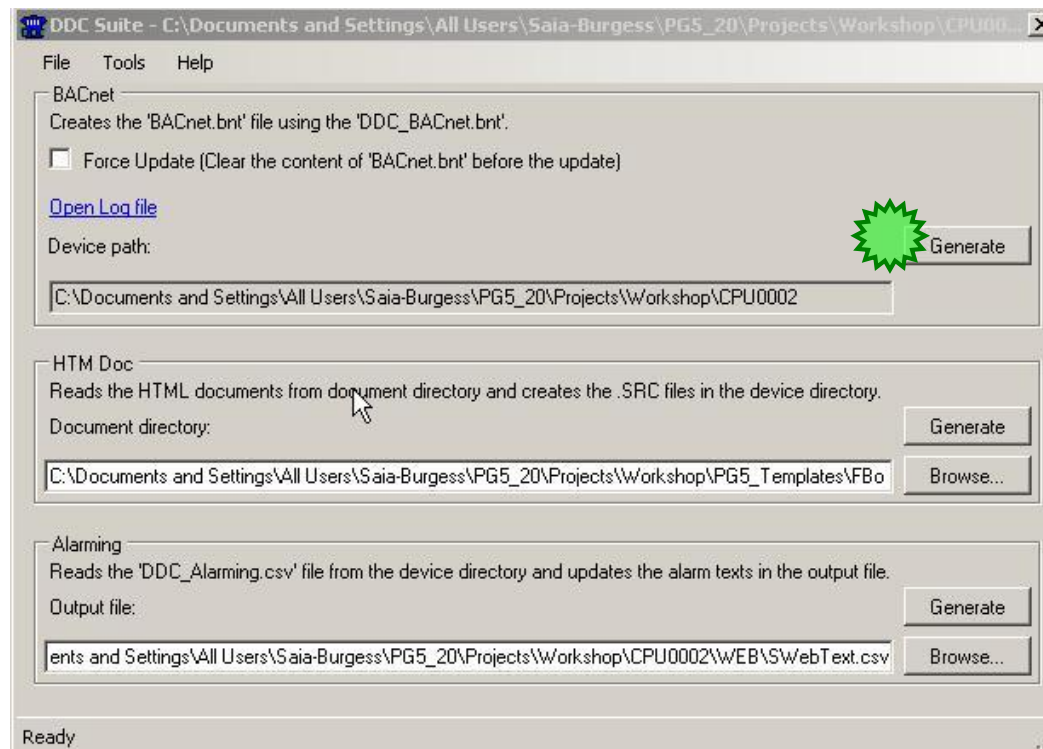 DDC Suite - C:\Documents and Settings\All Users\Saia-Burgess\PG5_20\Projects\Workshop\CPU00...
File Tools Help
BACnet
Creates the 'BACnet.bnt' file using the 'DDC_BACnet.bnt'.
Force Update (Clear the content of 'BACnet.bnt' before the update)
Open Log file
Device path:
Generate
C:\Documents and Settings\All Users\Saia-Burgess\PG5_20\Projects\Workshop\CPU0002
HTM Doc
Reads the HTML documents from document directory and creates the .SRC files in the device directory.
Document directory:
Generate
C:\Documents and Settings\All Users\Saia-Burgess\PG5_20\Projects\Workshop\PG5_Templates\FBo
Browse...
Alarming
Reads the 'DDC_Alarming.csv' file from the device directory and updates the alarm texts in the output file.
Output file:
Generate
ents and Settings\All Users\Saia-Burgess\PG5_20\Projects\Workshop\CPU0002\WEB\SWebText.csv
Browse...
Ready